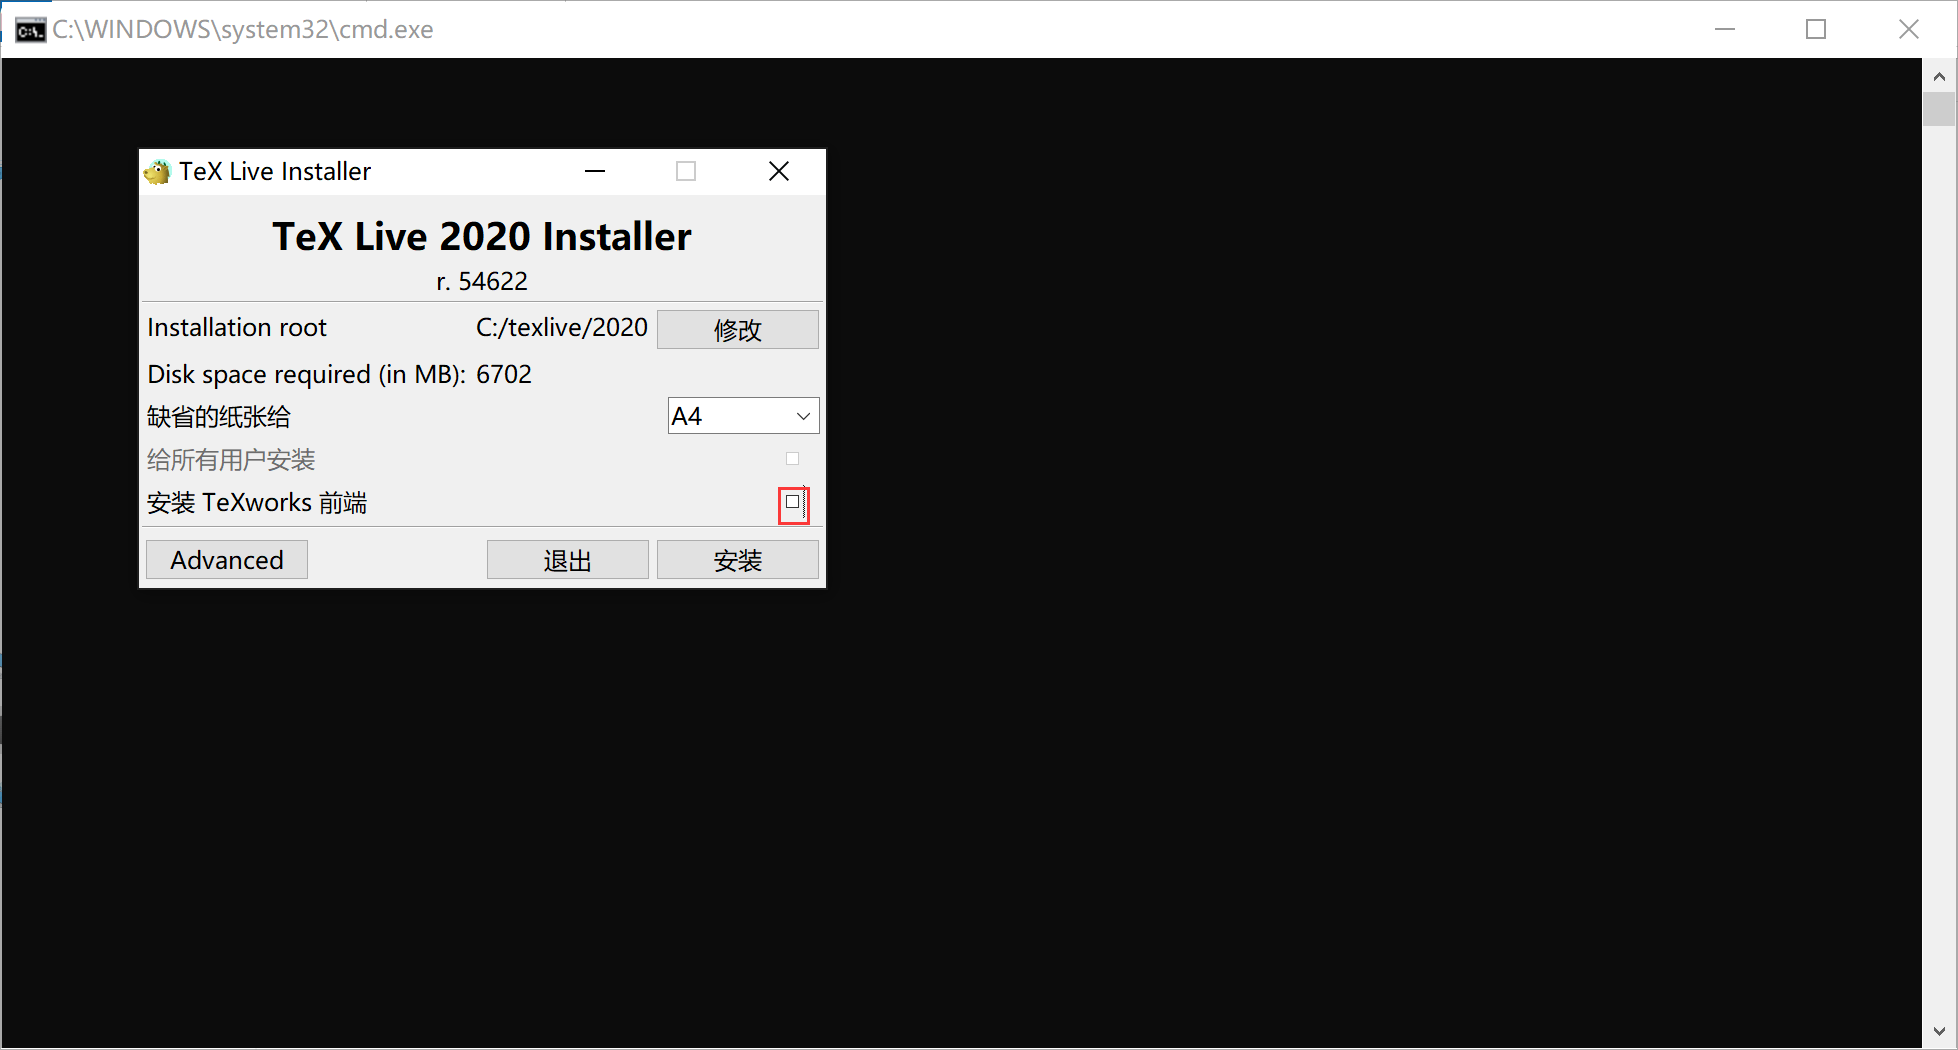 C:\WINDOWS\system32\cmd.exe
TeX Live Installer
TeX Live 2020 Installer
r. 54622
Installation root C:/texlive/2020 修改
Disk space required (in MB): 6702
缺省的纸张给 A4
给所有用户安装
安装 TeXworks 前端
Advanced 退出 安装